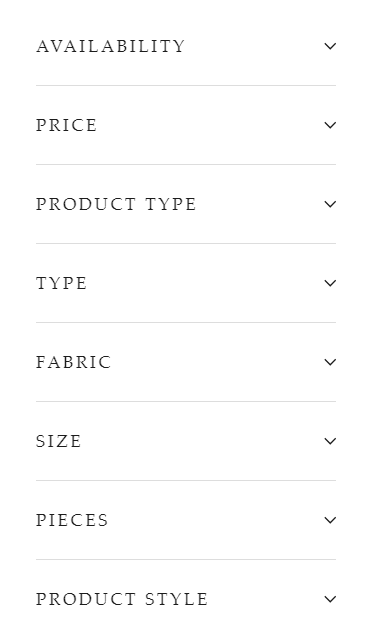 AVAILABILITY
PRICE
PRODUCT TYPE
TYPE
FABRIC
SIZE
PIECES
PRODUCT STYLE